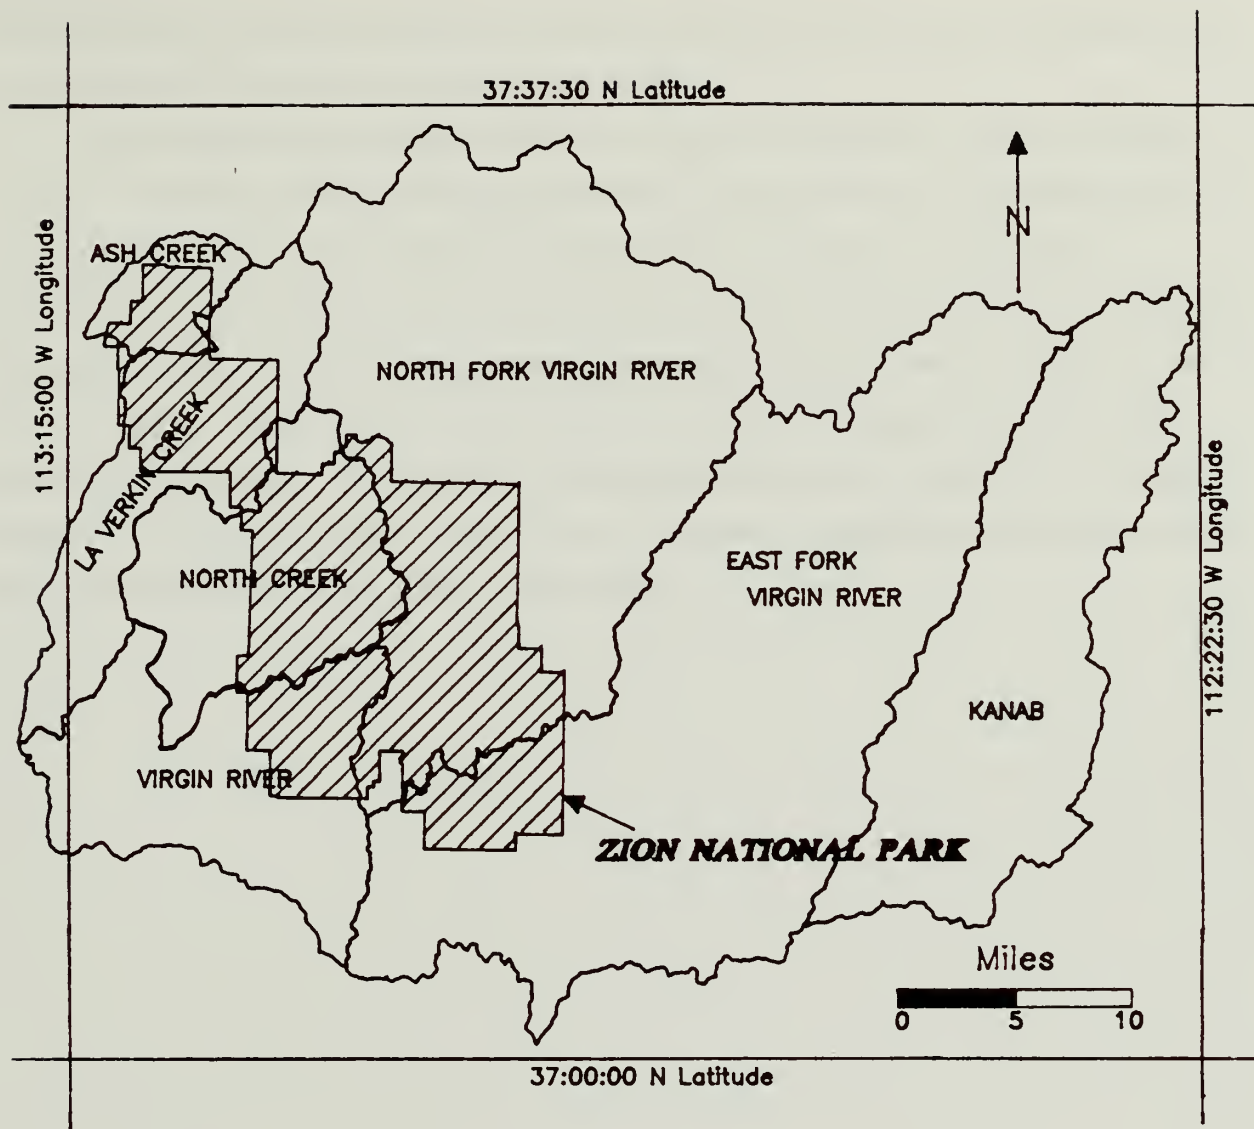 37:37:30 N Latitude
N
ASH CREEK
113:15:00 W Longitude
NORTH FORK VIRGIN RIVER
LA VERKIN CREEK
112:22:30 W Longitude
EAST FORK
VIRGIN RIVER
NORTH CREEK
KANAB
VIRGIN RIVER
ZION NATIONAL PARK
Miles
0 5 10
37:00:00 N Latitude